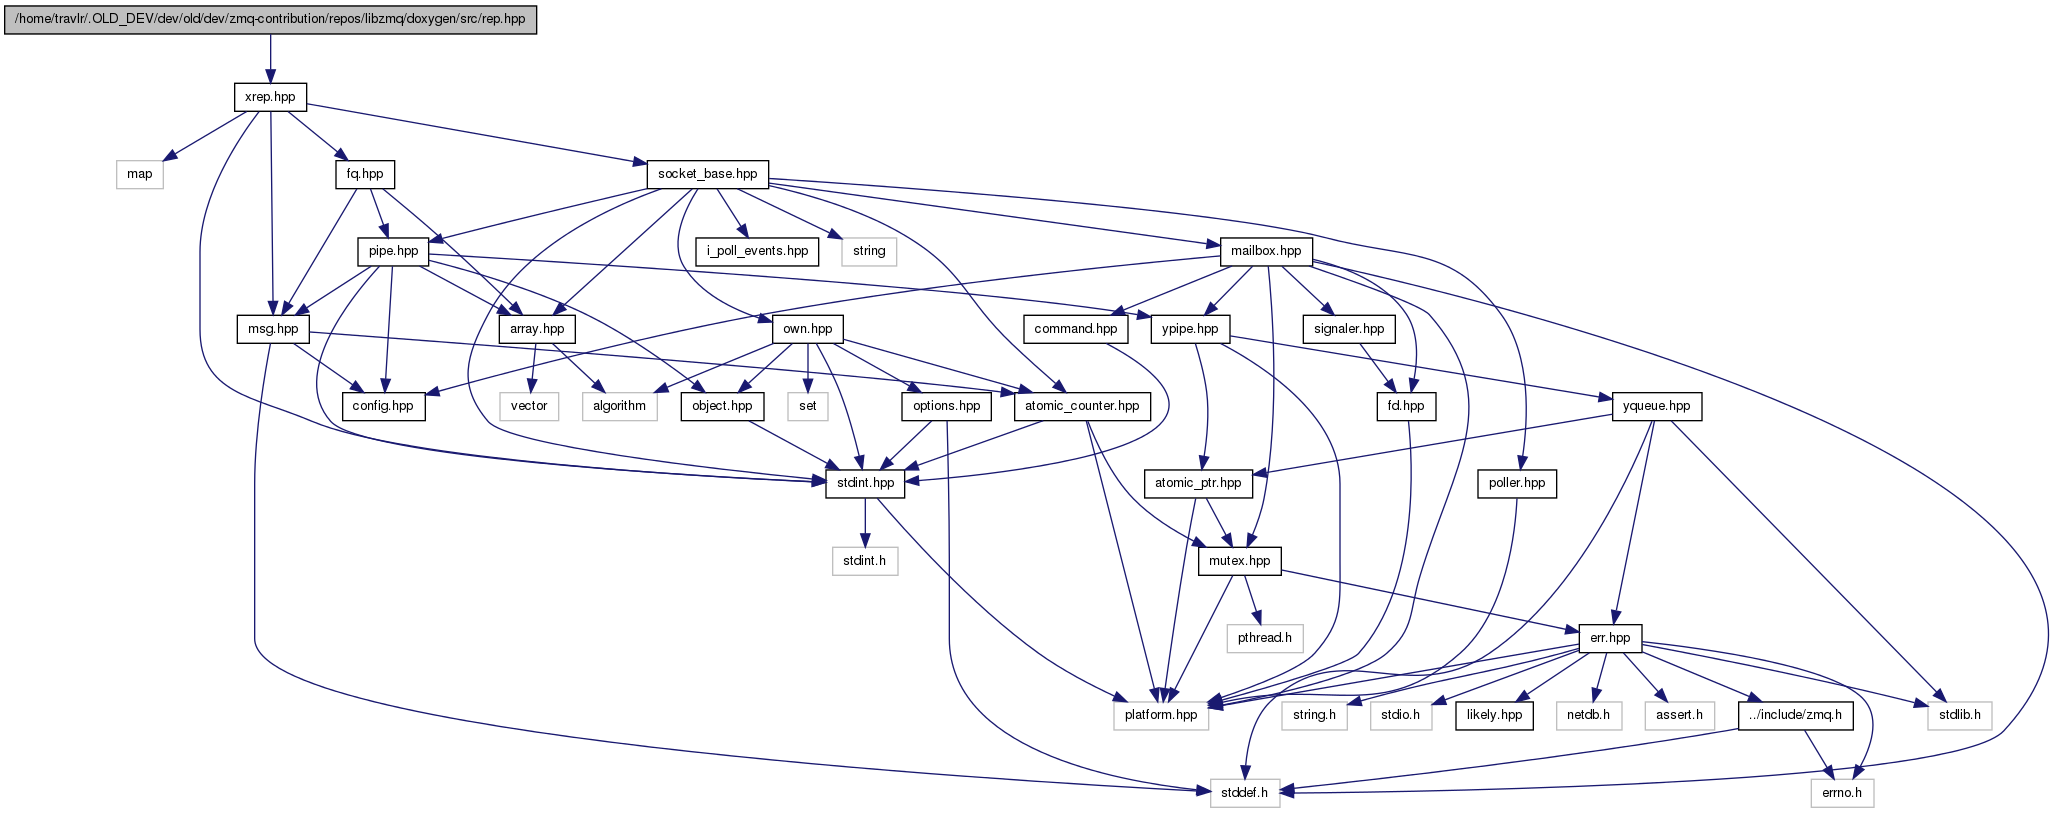 /home/travlr/.OLD_DEV/dev/old/dev/zmq-contribution/repos/libzmq/doxygen/src/rep.hpp
xrep.hpp
map
fq.hpp
socket_base.hpp
pipe.hpp
i_poll_events.hpp
string
mailbox.hpp
msg.hpp
array.hpp
own.hpp
command.hpp
ypipe.hpp
signaler.hpp
config.hpp
vector
algorithm
object.hpp
set
options.hpp
atomic_counter.hpp
fd.hpp
yqueue.hpp
stdint.hpp
atomic_ptr.hpp
poller.hpp
stdint.h
mutex.hpp
pthread.h
err.hpp
platform.hpp
string.h
stdio.h
likely.hpp
netdb.h
assert.h
../include/zmq.h
stdlib.h
stddef.h
errno.h